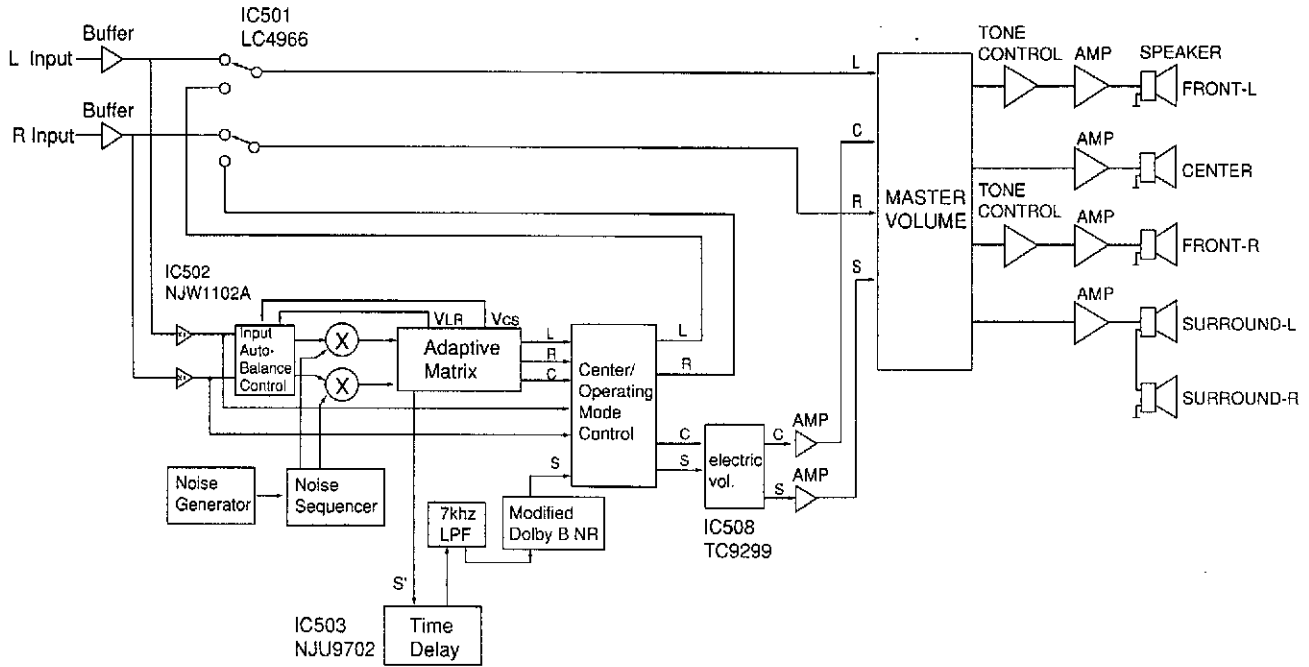 IC501
LC4966
Buffer
L Input
Buffer
R Input
L
C
R
S
MASTER
VOLUME
TONE
CONTROL
AMP
SPEAKER
FRONT-L
AMP
CENTER
TONE
CONTROL
AMP
FRONT-R
AMP
SURROUND-L
SURROUND-R
IC502
NJW1102A
Input
Auto-
Balance
Control
X
X
VLR
VCS
Adaptive
Matrix
L
R
C
Center/
Operating
Mode
Control
L
R
C
S
S
electric
vol.
C
AMP
S
AMP
IC508
TC9299
Noise
Generator
Noise
Sequencer
7khz
LPF
Modified
Dolby B NR
S'
IC503
NJU9702
Time
Delay